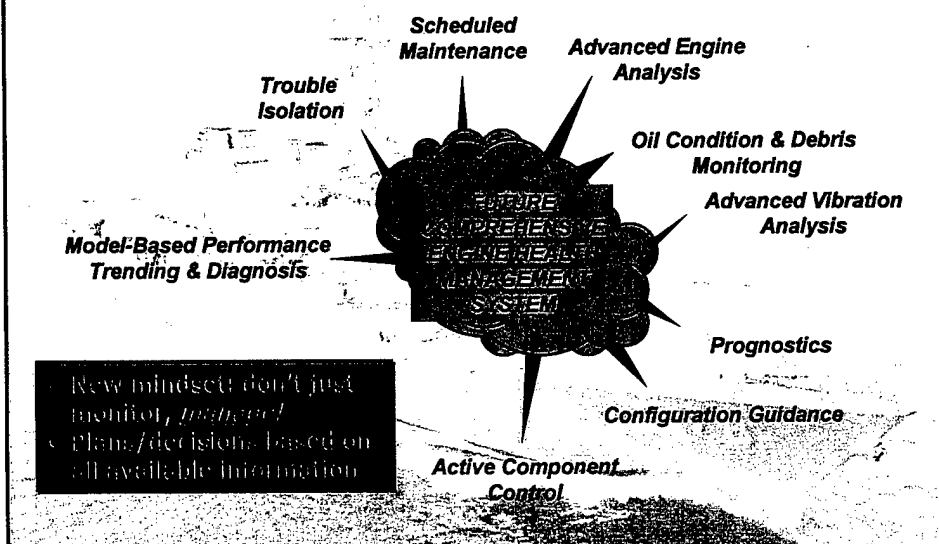 Scheduled
Maintenance
Advanced Engine
Analysis
Trouble
Isolation
Oil Condition & Debris
Monitoring
Advanced Vibration
Analysis
FUTURE
COMPREHENSIVE
ENGINE HEALTH
MANAGEMENT
SYSTEM
Model-Based Performance
Trending & Diagnosis
Prognostics
Configuration Guidance
Active Component
Control
• New mindset: don't just
monitor, manage!
• Plans/decisions based on
all available information